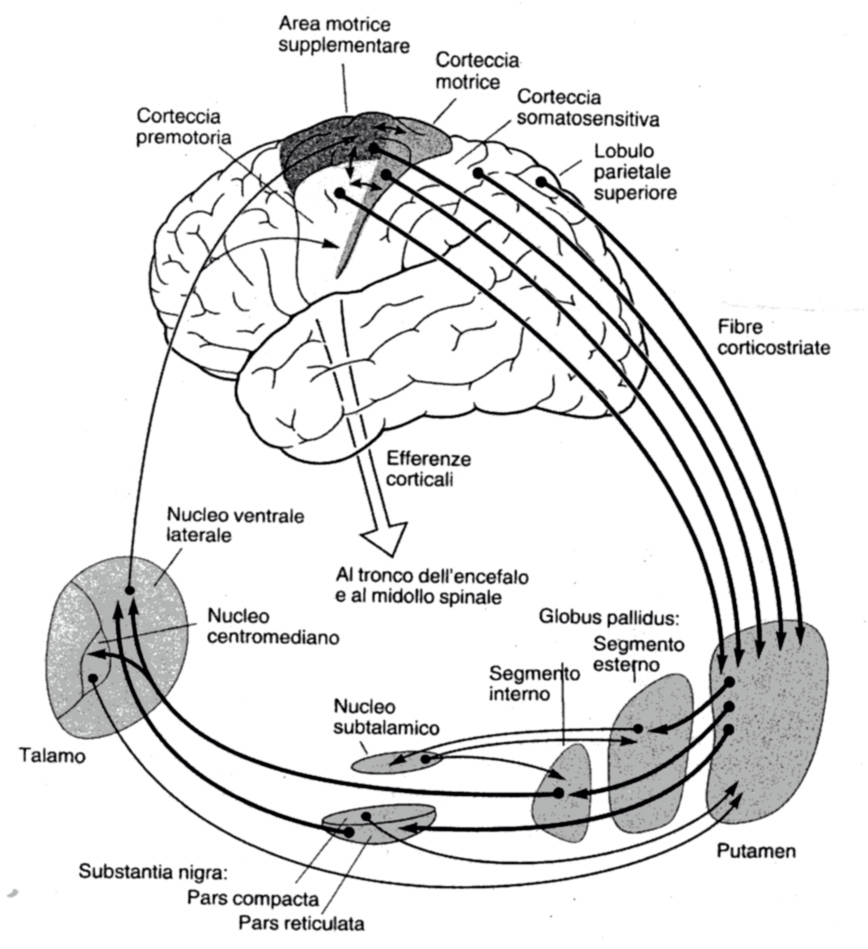 Area motrice
supplementare
Corteccia
motrice
Corteccia
premotoria
Corteccia
somatosensitiva
Lobulo
parietale
superiore
Fibre
corticostriate
Efferenze
corticali
Nucleo ventrale
laterale
Al tronco dell'encefalo
e al midollo spinale
Nucleo
centromediano
Globus pallidus:
Segmento
esterno
Segmento
interno
Nucleo
subtalamico
Talamo
Putamen
Substantia nigra:
Pars compacta
Pars reticulata